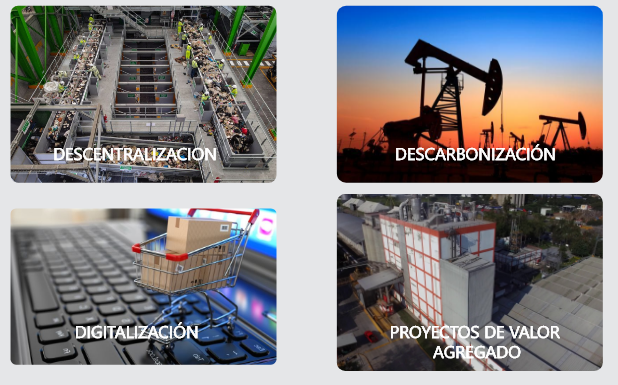 DESCENTRALIZACION
DESCARBONIZACIÓN
DIGITALIZACIÓN
PROYECTOS DE VALOR
AGREGADO